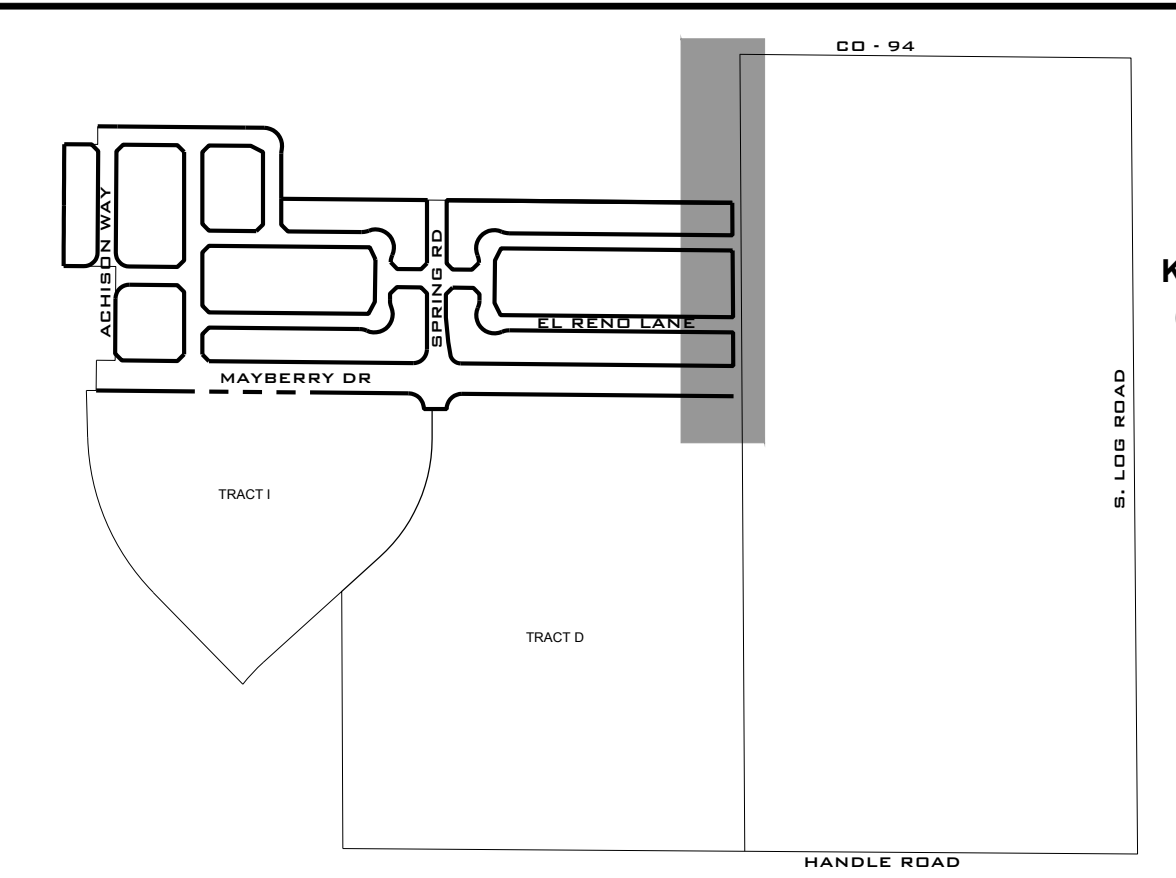 CO - 94
ACHISON WAY
SPRING RD
EL RENO LANE
MAYBERRY DR
S. LOG ROAD
TRACT I
TRACT D
HANDLE ROAD
K